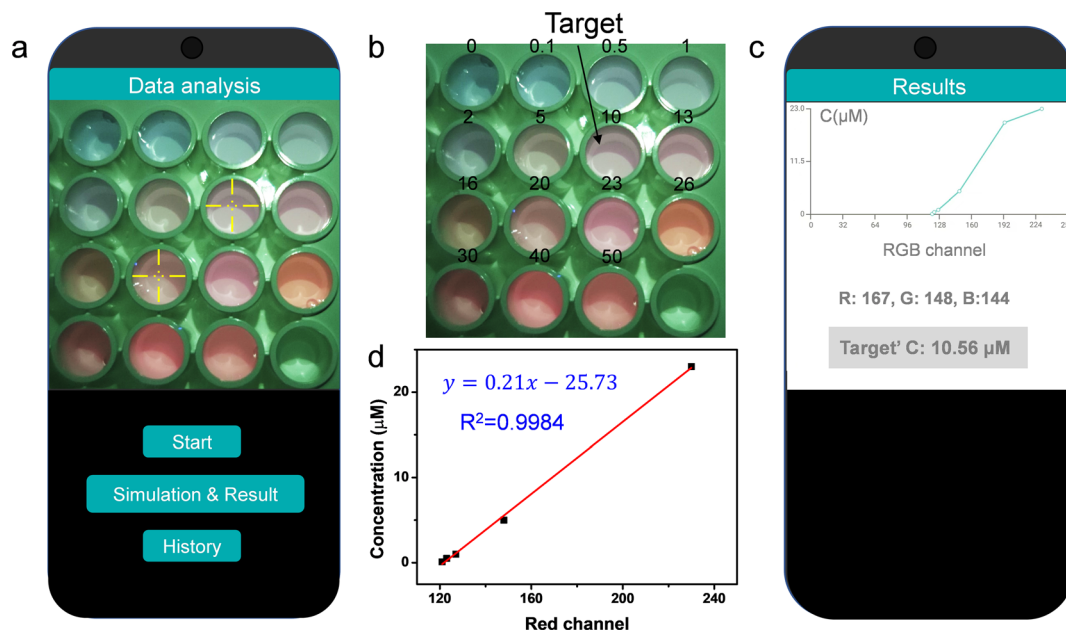 a
Data analysis
Start
Simulation & Result
History
b
Target
0 0.1 0.5 1
2 5 10 13
16 20 23 26
30 40 50
c
Results
C(μM)
23.0
11.5
0
0 32 64 96 128 160 192 224
RGB channel
R: 167, G: 148, B:144
Target' C: 10.56 μM
d
y = 0.21x − 25.73
R²=0.9984
Concentration (μM)
20
10
0
120 160 200 240
Red channel